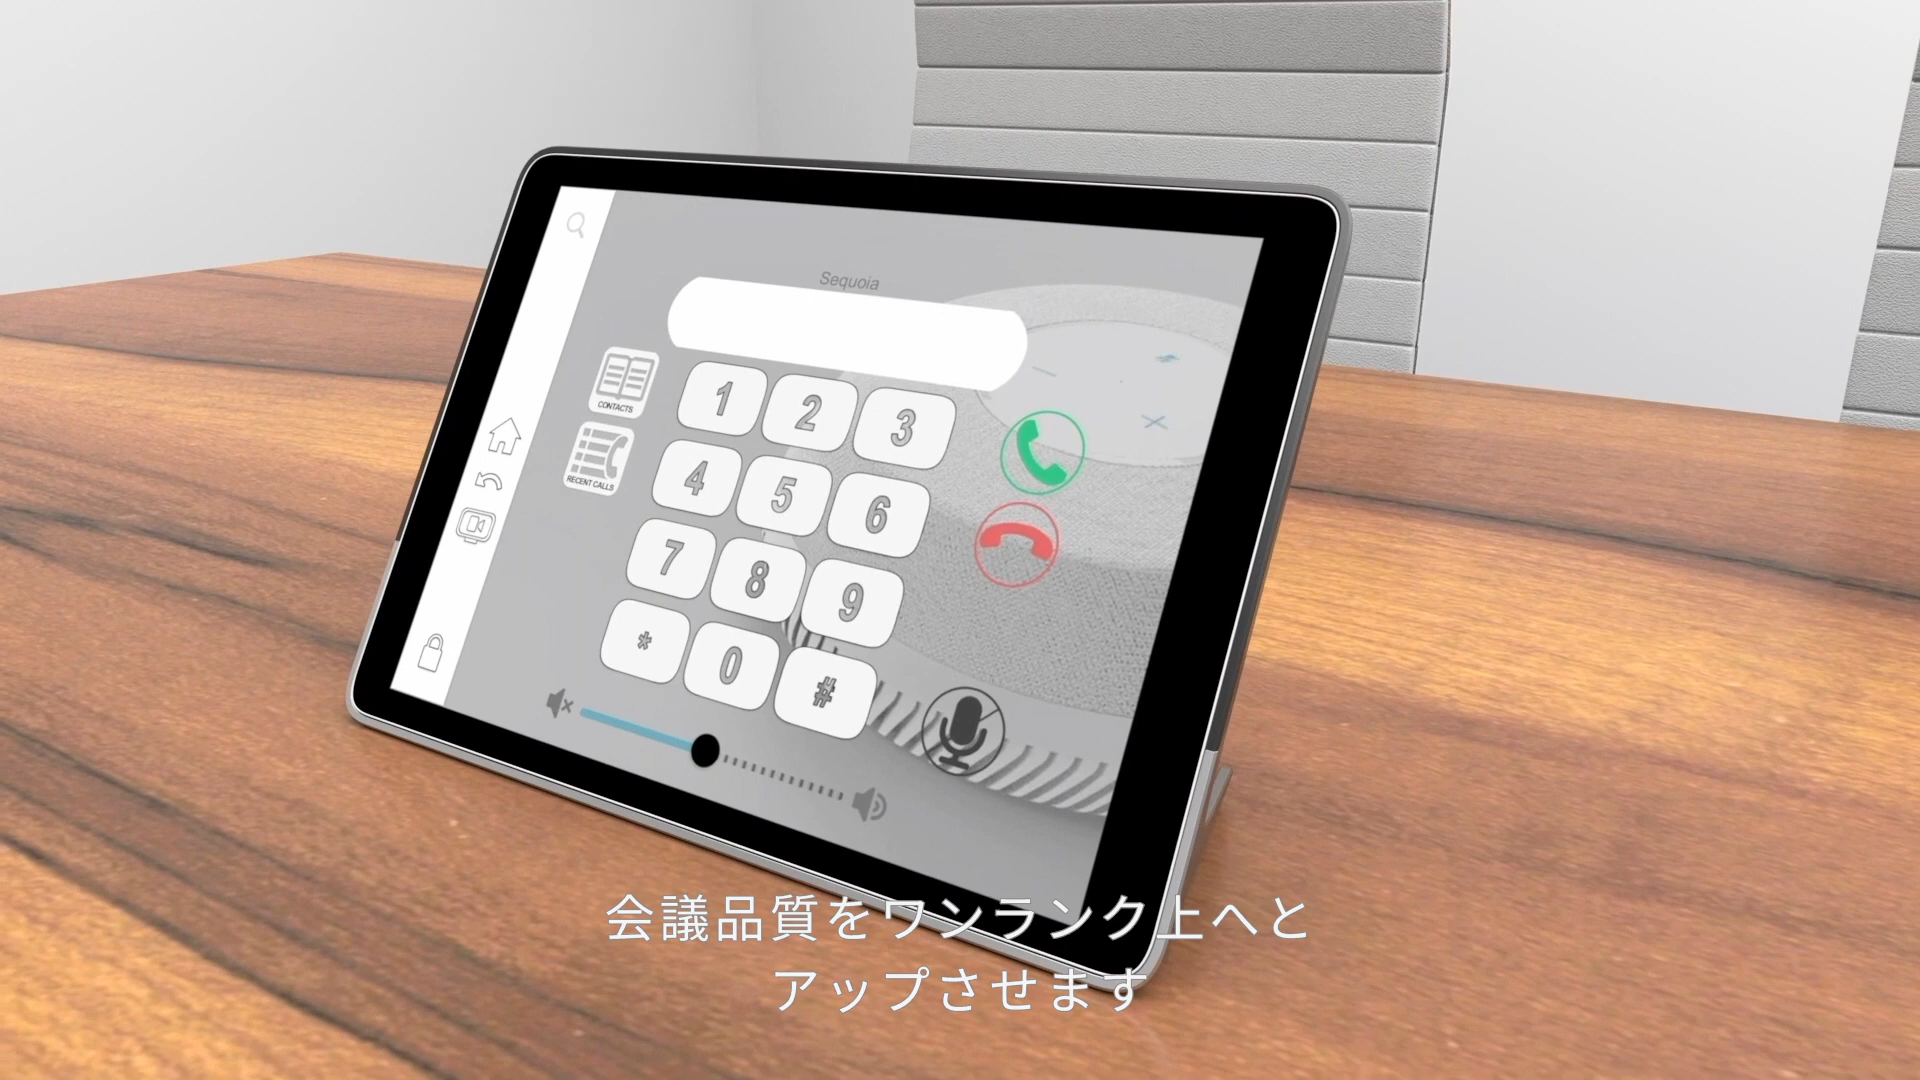 Sequoia
CONTACTS
RECENT CALLS
1 2 3
4 5 6
7 8 9
* 0 #
会議品質をワンランク上へと
アップさせます